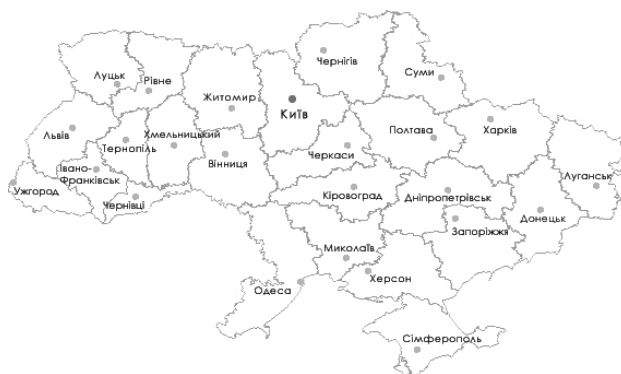 Чернігів
Суми
Луцьк
Рівне
Житомир
Київ
Львів
Тернопіль
Хмельницький
Полтава
Харків
Вінниця
Черкаси
Івано-
Франківськ
Ужгород
Чернівці
Кіровоград
Дніпропетрівськ
Луганськ
Донецьк
Запоріжжя
Миколаїв
Одеса
Херсон
Сімферополь